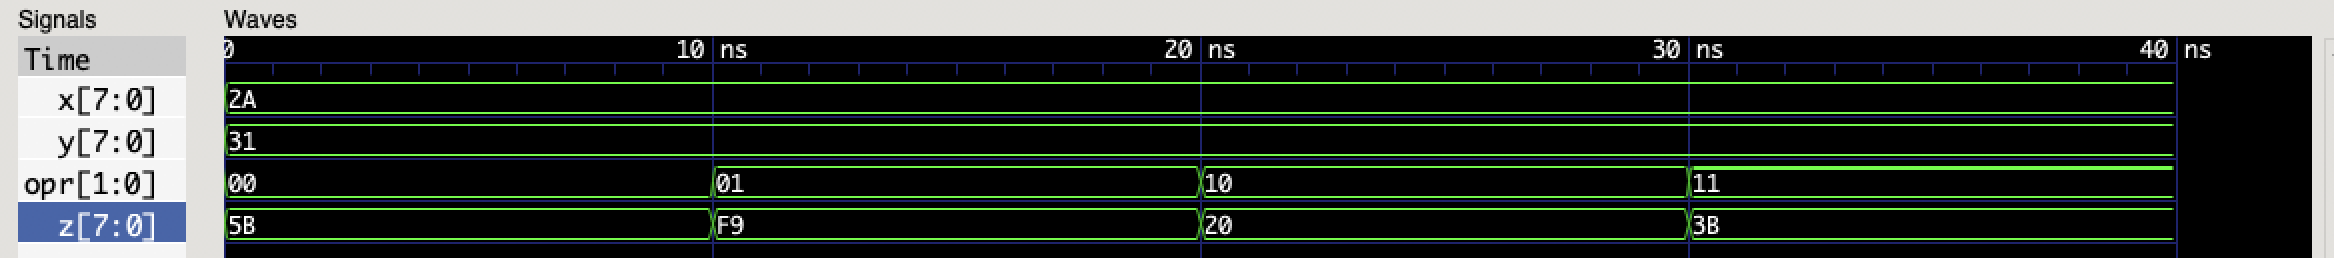 Signals Waves
Time 0 10 ns 20 ns 30 ns 40 ns
x[7:0] 2A
y[7:0] 31
opr[1:0] 00 01 10 11
z[7:0] 5B F9 20 3B